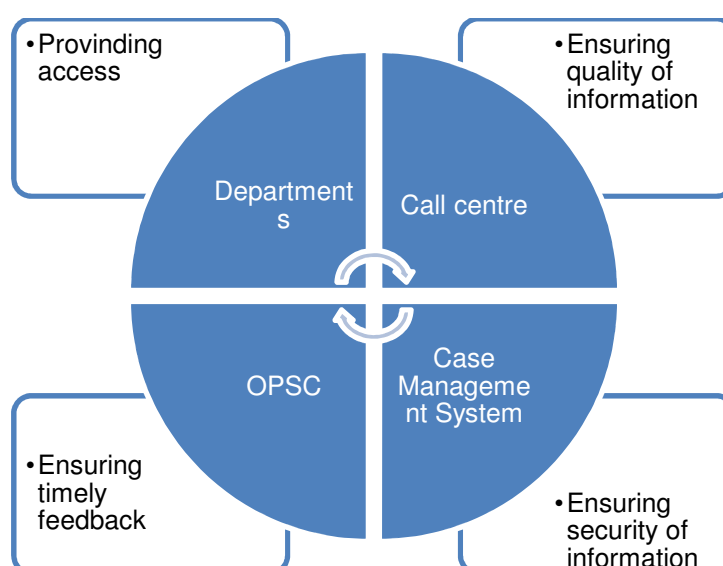 •Provinding
access
•Ensuring
quality of
information
Department
s
Call centre
OPSC
Case
Manageme
nt System
•Ensuring
timely
feedback
•Ensuring
security of
information